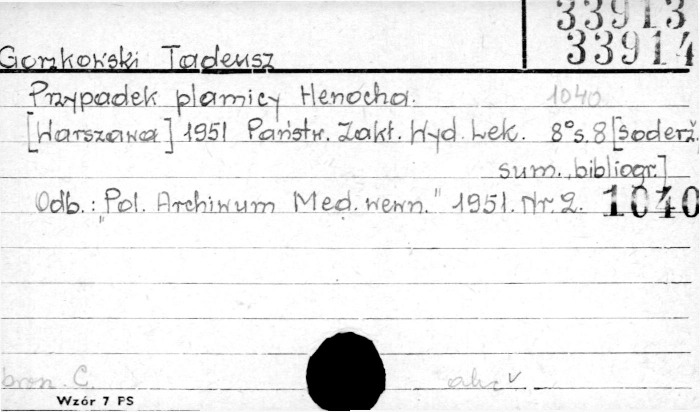 33913
33914
Gorzkowski Tadeusz
Przypadek plamicy Henocha. 1040
[Warszawa] 1951 Państw. Zakł. Wyd. Lek. 8° s. 8 [soderż.
sum., bibliogr.]
Odb.: "Pol. Archiwum Med. wewn." 1951. Nr. 2. 1040
bron. C.
Wzór 7 PS